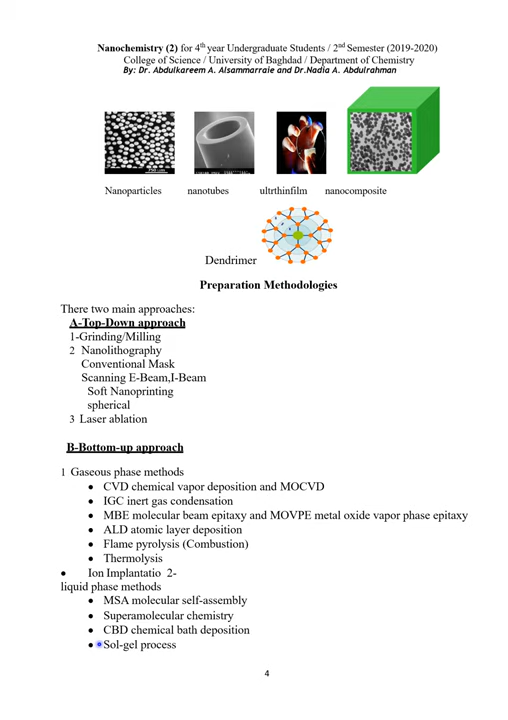 Nanochemistry (2) for 4th year Undergraduate Students / 2nd Semester (2019-2020)
College of Science / University of Baghdad / Department of Chemistry
By: Dr. Abdulkareem A. Alsammarraie and Dr.Nadia A. Abdulrahman
Nanoparticles nanotubes ultrthinfilm nanocomposite
Dendrimer
Preparation Methodologies
There two main approaches:
A-Top-Down approach
1-Grinding/Milling
2 Nanolithography
Conventional Mask
Scanning E-Beam,I-Beam
Soft Nanoprinting
spherical
3 Laser ablation
B-Bottom-up approach
1 Gaseous phase methods
• CVD chemical vapor deposition and MOCVD
• IGC inert gas condensation
• MBE molecular beam epitaxy and MOVPE metal oxide vapor phase epitaxy
• ALD atomic layer deposition
• Flame pyrolysis (Combustion)
• Thermolysis
• Ion Implantatio 2-
liquid phase methods
• MSA molecular self-assembly
• Superamolecular chemistry
• CBD chemical bath deposition
• Sol-gel process
4